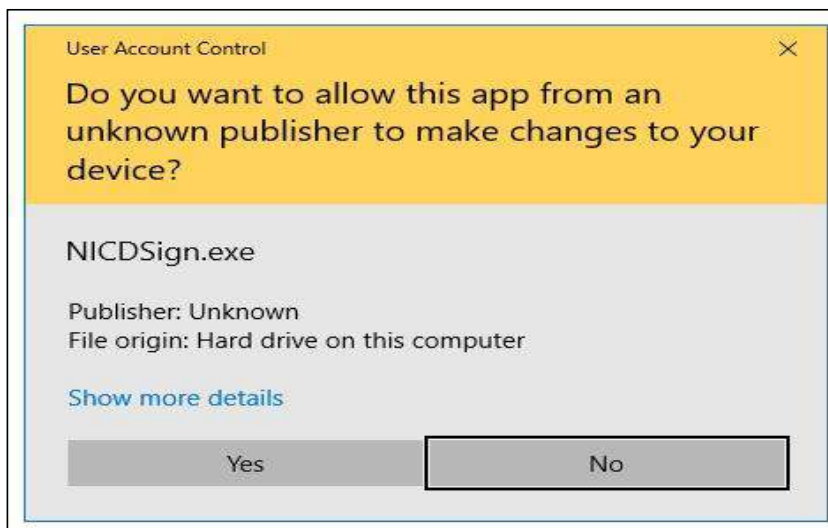 User Account Control
Do you want to allow this app from an
unknown publisher to make changes to your
device?
NICDSign.exe
Publisher: Unknown
File origin: Hard drive on this computer
Show more details
Yes
No